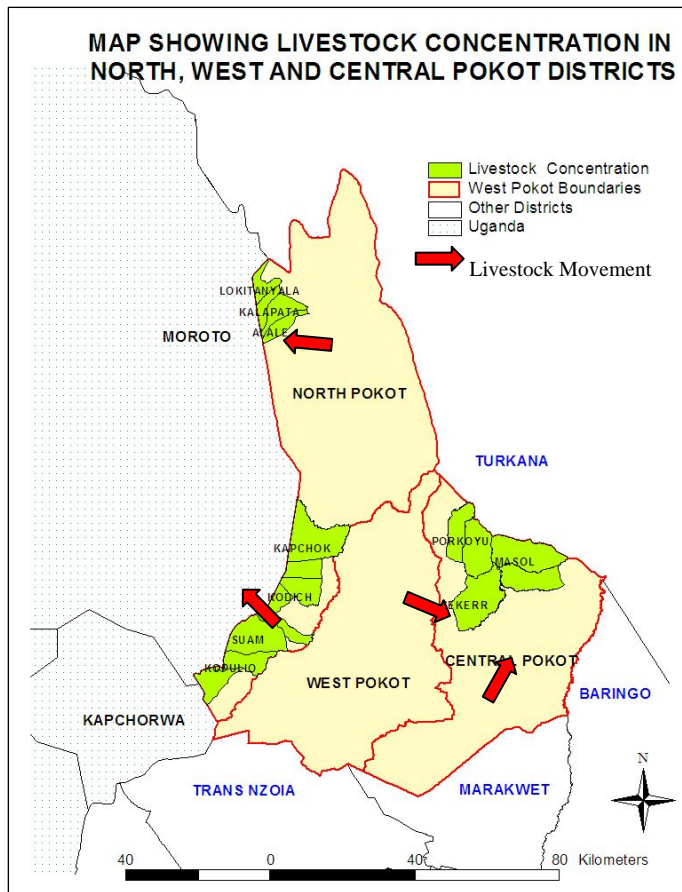 MAP SHOWING LIVESTOCK CONCENTRATION IN
NORTH, WEST AND CENTRAL POKOT DISTRICTS
Livestock Concentration
West Pokot Boundaries
Other Districts
Uganda
Livestock Movement
LOKITANYALA
KALAPATA
ALALE
MOROTO
NORTH POKOT
TURKANA
KAPCHOK
PORKOYU
MASOL
KODICH
EKERR
SUAM
CENTRAL POKOT
KOPULIO
WEST POKOT
BARINGO
KAPCHORWA
N
TRANS NZOIA
MARAKWET
40 0 40 80 Kilometers